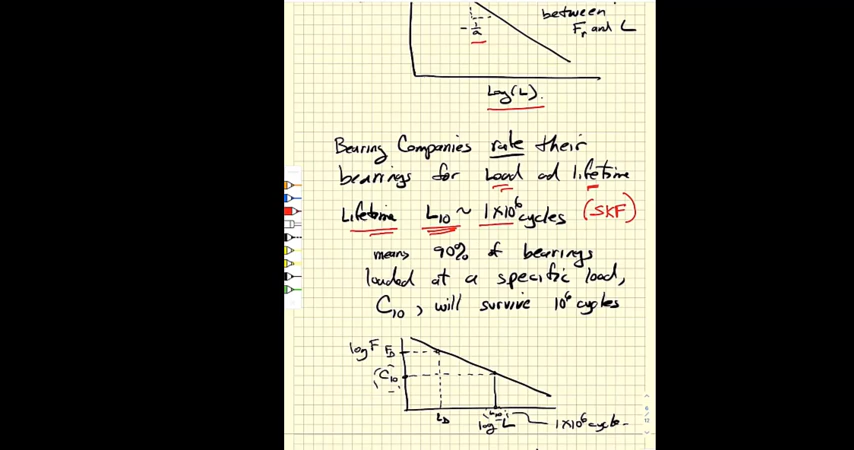 between
Fr and L
- 1/a
Log(L).
Bearing Companies rate their
bearings for Load ad lifetime
Lifetime L10 ~ 1x10^6 cycles (SKF)
means 90% of bearings
loaded at a specific load,
C10, will survive 10^6 cycles
log F FD
C10
LD L10
log L 1x10^6 cycles